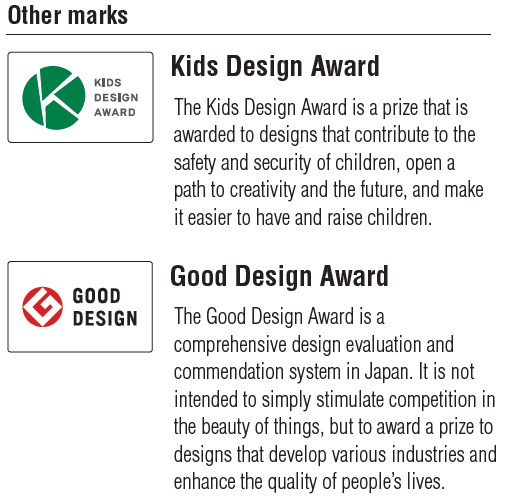 Other marks
KIDS
DESIGN
AWARD
Kids Design Award
The Kids Design Award is a prize that is
awarded to designs that contribute to the
safety and security of children, open a
path to creativity and the future, and make
it easier to have and raise children.
GOOD
DESIGN
Good Design Award
The Good Design Award is a
comprehensive design evaluation and
commendation system in Japan. It is not
intended to simply stimulate competition in
the beauty of things, but to award a prize to
designs that develop various industries and
enhance the quality of people’s lives.